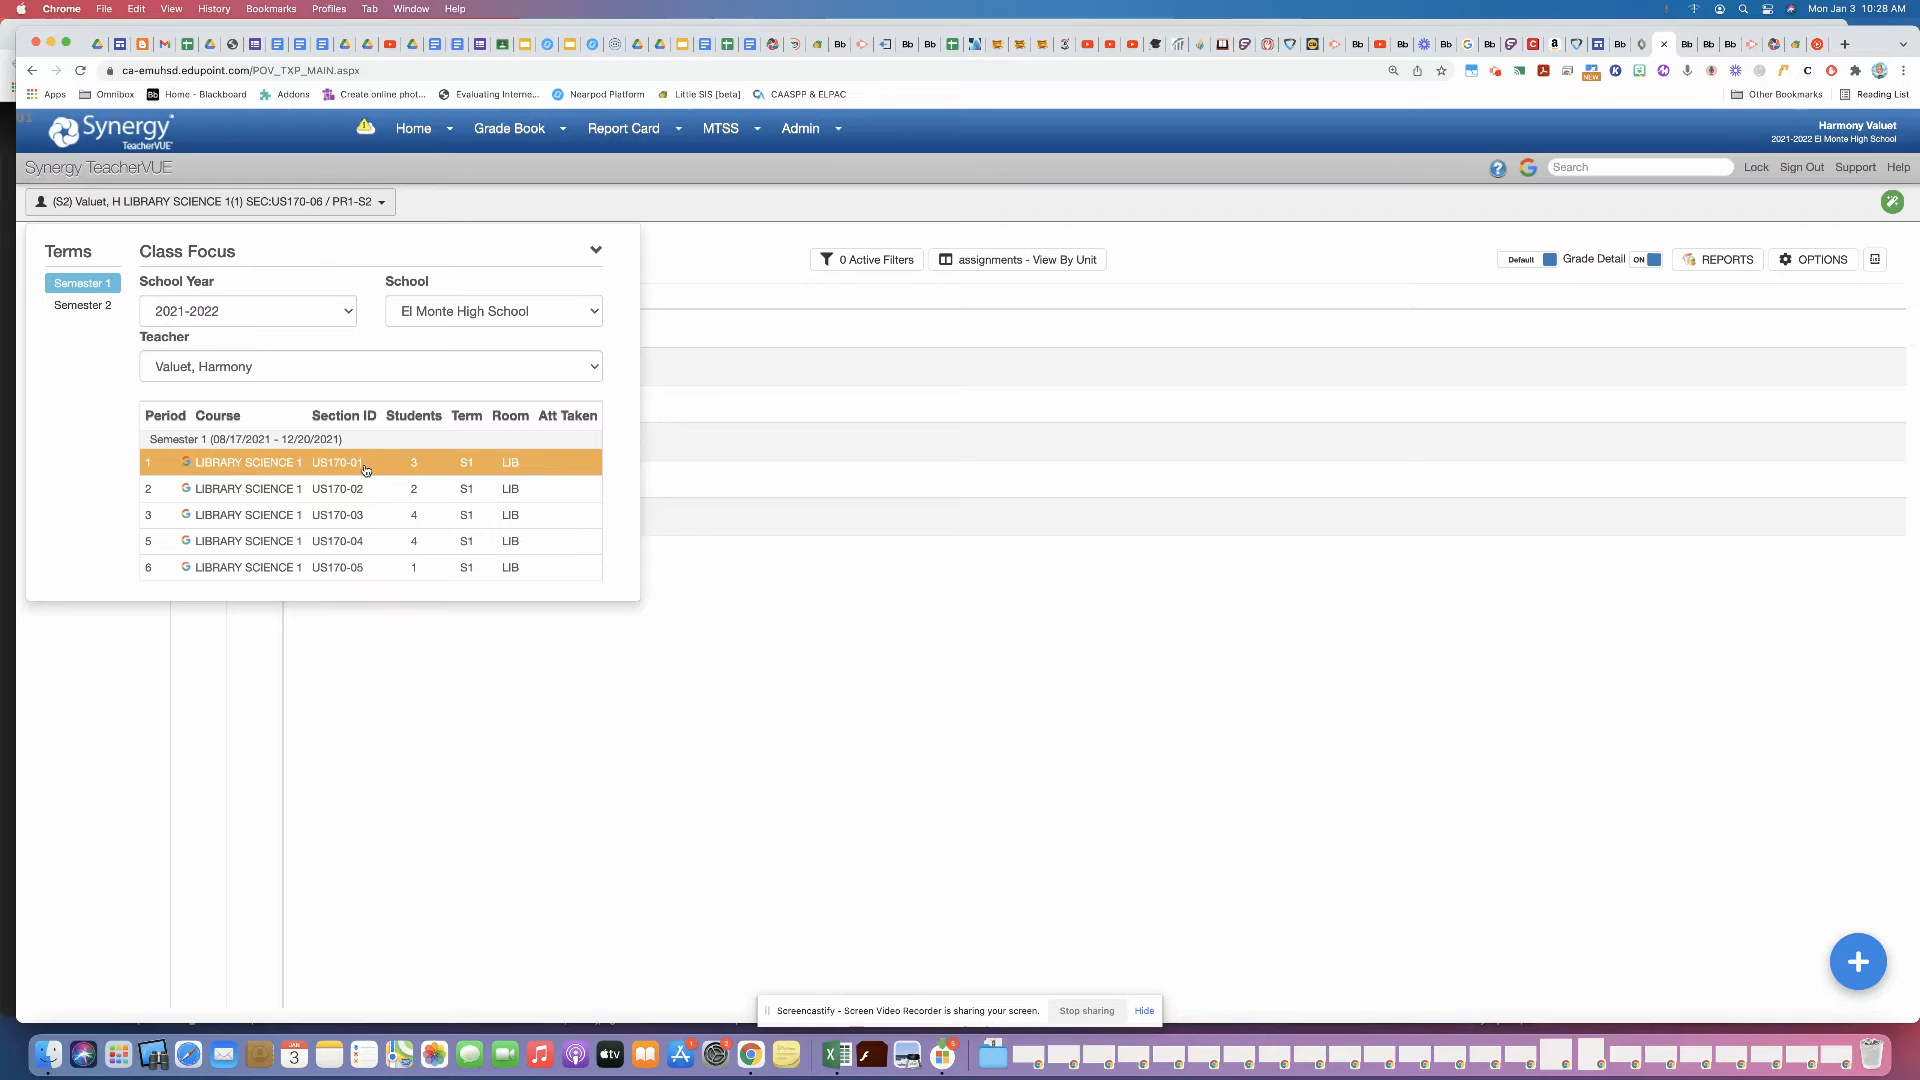 Chrome File Edit View History Bookmarks Profiles Tab Window Help
Mon Jan 3 10:28 AM
ca-emuhsd.edupoint.com/POV_TXP_MAIN.aspx
NEW
Apps Omnibox Home - Blackboard Addons Create online phot... Evaluating Interne... Nearpod Platform Little SIS [beta] CAASPP & ELPAC Other Bookmarks Reading List
Synergy
TeacherVUE
Home Grade Book Report Card MTSS Admin
Harmony Valuet
2021-2022 El Monte High School
Synergy TeacherVUE
Search Lock Sign Out Support Help
(S2) Valuet, H LIBRARY SCIENCE 1(1) SEC:US170-06 / PR1-S2
Terms
Semester 1
Semester 2
Class Focus
School Year School
2021-2022 El Monte High School
Teacher
Valuet, Harmony
0 Active Filters assignments - View By Unit
Default Grade Detail ON REPORTS OPTIONS
Period Course Section ID Students Term Room Att Taken
Semester 1 (08/17/2021 - 12/20/2021)
1 LIBRARY SCIENCE 1 US170-01 3 S1 LIB
2 LIBRARY SCIENCE 1 US170-02 2 S1 LIB
3 LIBRARY SCIENCE 1 US170-03 4 S1 LIB
5 LIBRARY SCIENCE 1 US170-04 4 S1 LIB
6 LIBRARY SCIENCE 1 US170-05 1 S1 LIB
Screencastify - Screen Video Recorder is sharing your screen. Stop sharing Hide
JAN
3
tv